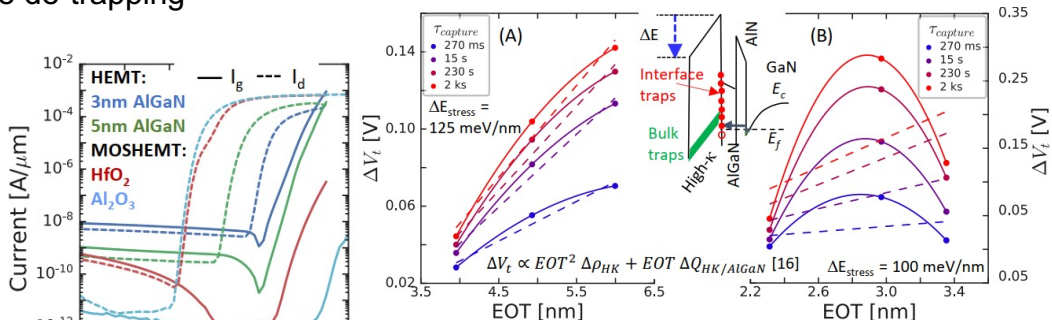 de-trapping
10⁻²
10⁻⁴
10⁻⁶
10⁻⁸
10⁻¹⁰
Current [A/μm]
HEMT:
I_g
I_d
3nm AlGaN
5nm AlGaN
MOSHEMT:
HfO₂
Al₂O₃
ΔVₜ [V]
0.14
0.10
0.06
0.02
τ_capture
270 ms
15 s
230 s
2 ks
(A)
ΔE_stress =
125 meV/nm
ΔE
Interface
traps
Bulk
traps
High-κ
AlGaN
AlN
GaN
E_c
E_f
(B)
τ_capture
270 ms
15 s
230 s
2 ks
0.35
0.25
0.15
0.05
0.05
ΔVₜ [V]
ΔVₜ ∝ EOT² Δρ_HK + EOT ΔQ_HK/AlGaN [16]
ΔE_stress = 100 meV/nm
3.5
4.5
5.5
6.5
2.2
2.6
3.0
3.4
EOT [nm]
EOT [nm]